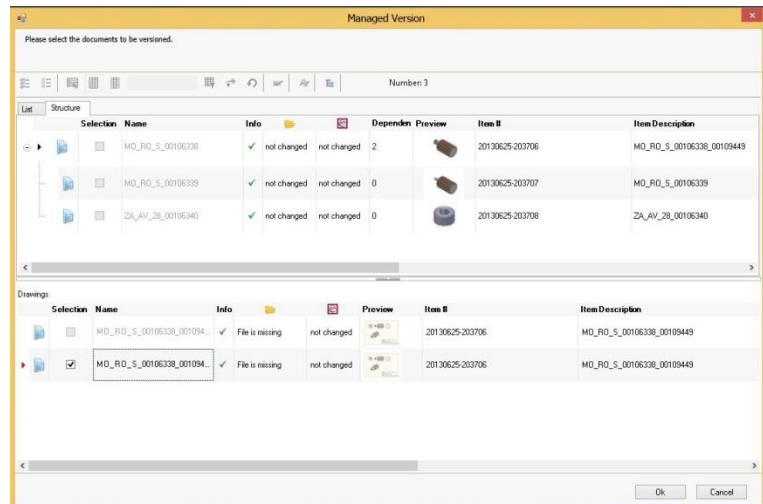 Managed Version
Please select the documents to be versioned.
Number: 3
List Structure
Selection Name Info Dependen Preview Item # Item Description
MO_RO_S_00106338 not changed not changed 2 20130625-203706 MO_RO_S_00106338_00109449
MO_RO_S_00106339 not changed not changed 0 20130625-203707 MO_RO_S_00106339
ZA_AV_28_00106340 not changed not changed 0 20130625-203708 ZA_AV_28_00106340
Drawings
Selection Name Info Preview Item # Item Description
MO_RO_S_00106338_001094... File is missing not changed 20130625-203706 MO_RO_S_00106338_00109449
MO_RO_S_00106338_001094... File is missing not changed 20130625-203706 MO_RO_S_00106338_00109449
Ok Cancel